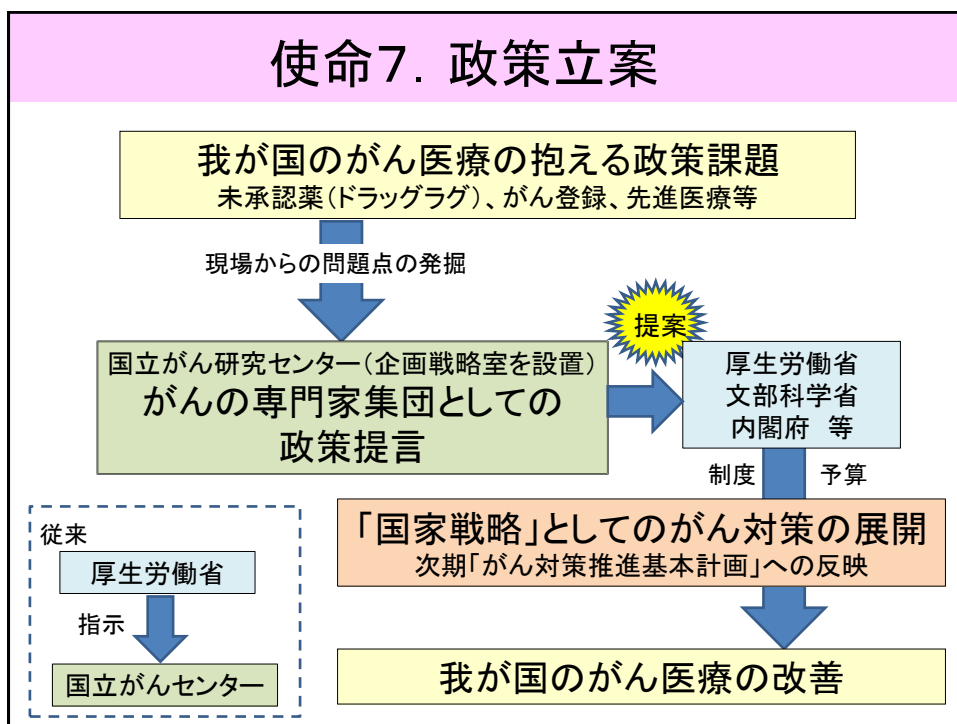 使命7．政策立案
我が国のがん医療の抱える政策課題
未承認薬（ドラッグラグ）、がん登録、先進医療等
現場からの問題点の発掘
提案
国立がん研究センター（企画戦略室を設置）
がんの専門家集団としての
政策提言
厚生労働省
文部科学省
内閣府　等
制度　予算
「国家戦略」としてのがん対策の展開
次期「がん対策推進基本計画」への反映
我が国のがん医療の改善
従来
厚生労働省
指示
国立がんセンター